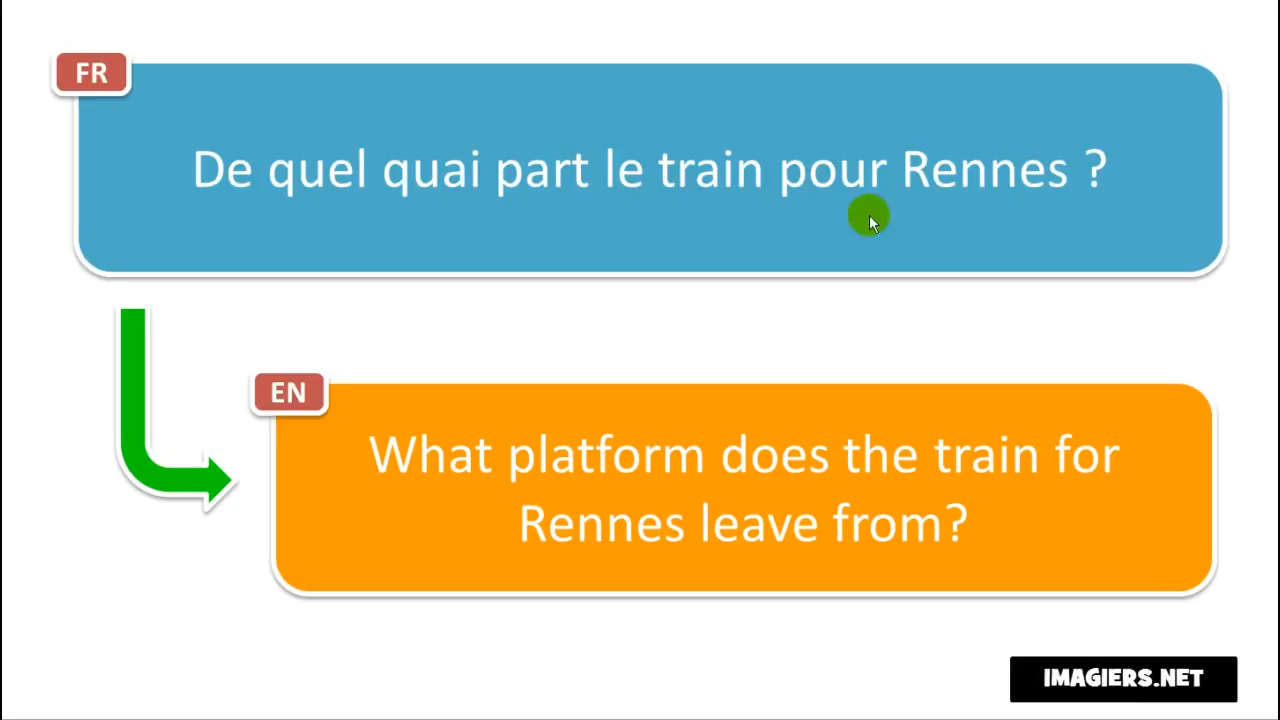 FR
De quel quai part le train pour Rennes ?
EN
What platform does the train for
Rennes leave from?
IMAGIERS.NET